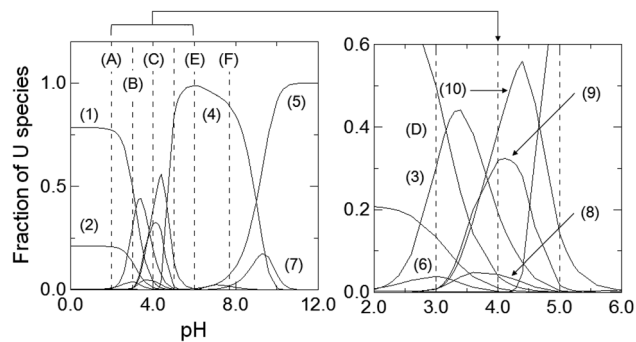 (A) (C) (E) (F)
(B)
(1)
(2)
(4)
(5)
(7)
1.0
0.5
0.0
Fraction of U species
0.0 4.0 8.0 12.0
pH
0.6
0.4
0.2
0.0
(10)
(9)
(D)
(3)
(8)
(6)
2.0 3.0 4.0 5.0 6.0